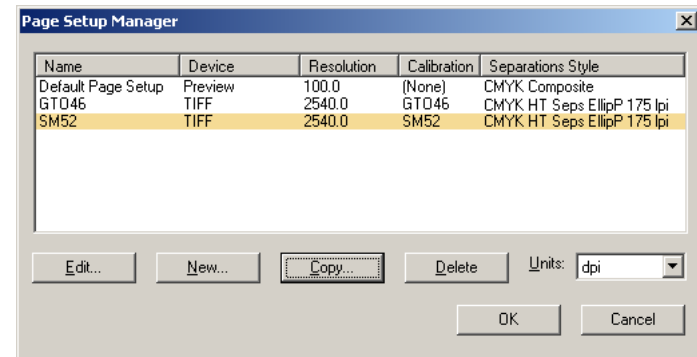 Page Setup Manager
Name Device Resolution Calibration Separations Style
Default Page Setup Preview 100.0 (None) CMYK Composite
GTO46 TIFF 2540.0 GTO46 CMYK HT Seps EllipP 175 lpi
SM52 TIFF 2540.0 SM52 CMYK HT Seps EllipP 175 lpi
Edit... New... Copy... Delete Units: dpi
OK Cancel